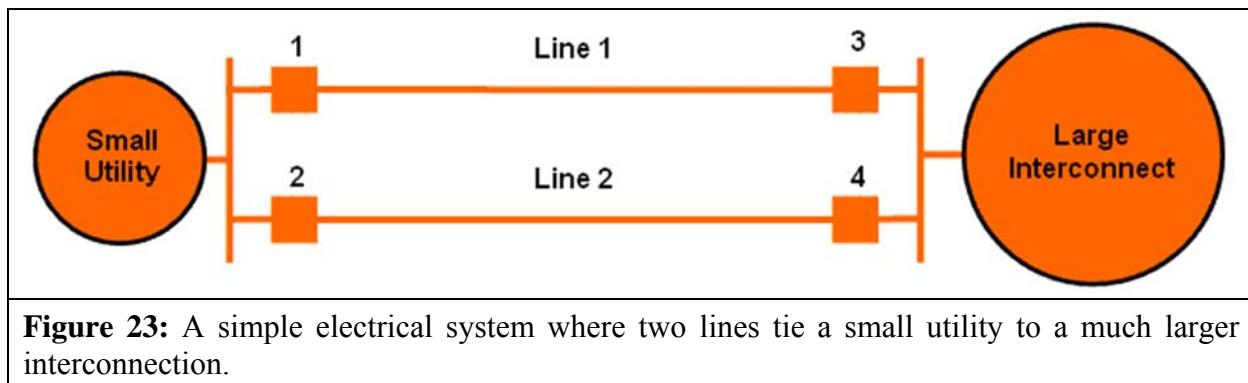 1 Line 1 3
Small
Utility
Large
Interconnect
2 Line 2 4
Figure 23: A simple electrical system where two lines tie a small utility to a much larger
interconnection.